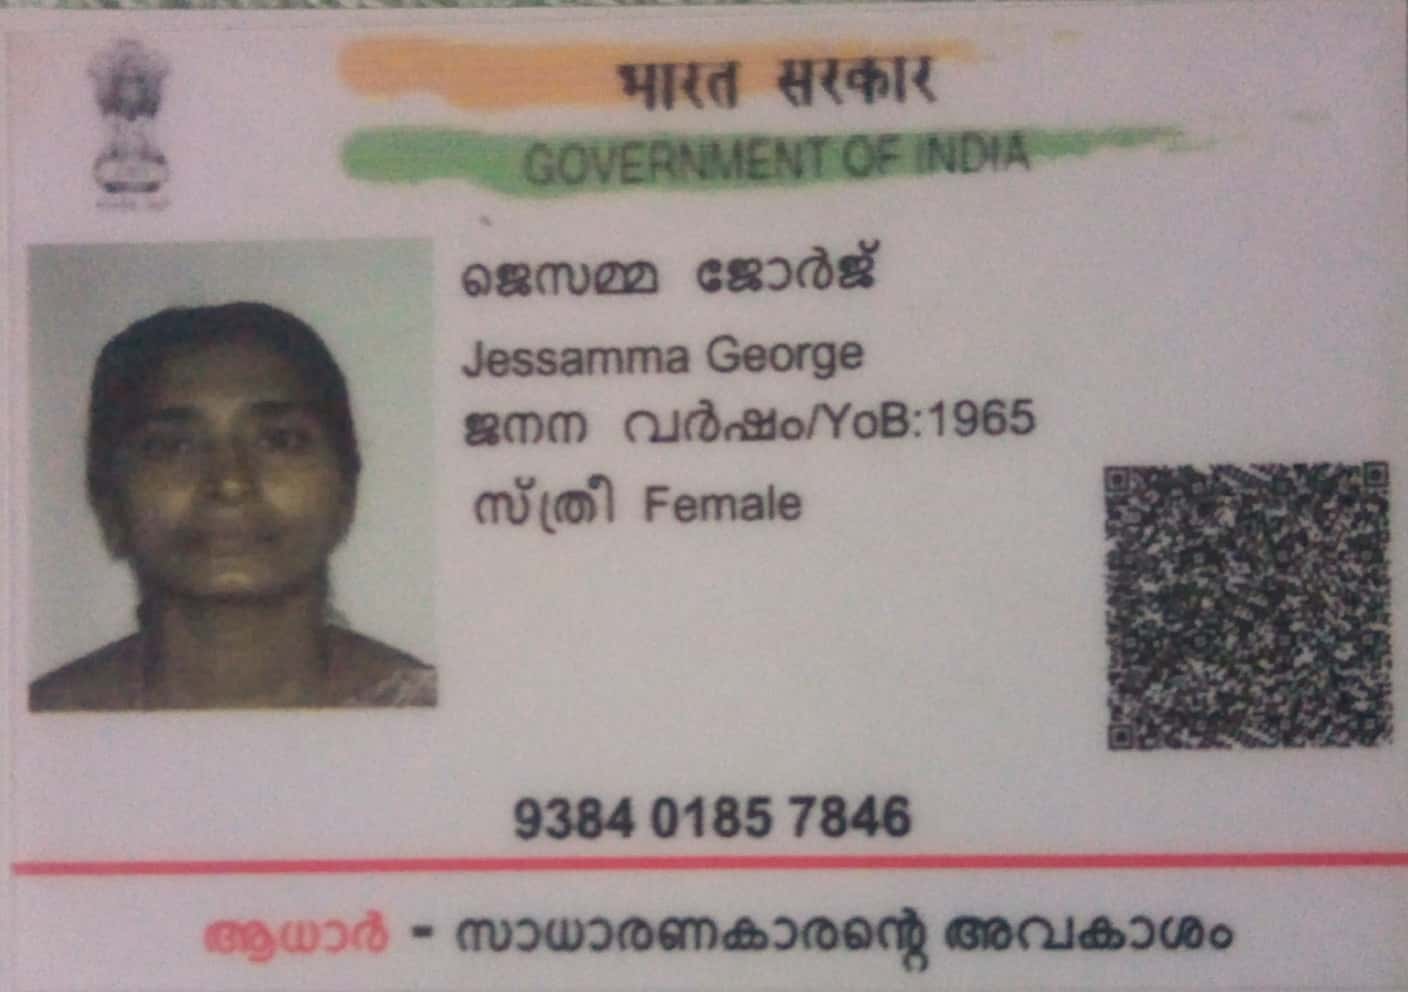 भारत सरकार
GOVERNMENT OF INDIA
ജെസമ്മ ജോർജ്
Jessamma George
ജനന വർഷം/YoB:1965
സ്ത്രീ Female
9384 0185 7846
ആധാർ - സാധാരണകാരന്റെ അവകാശം